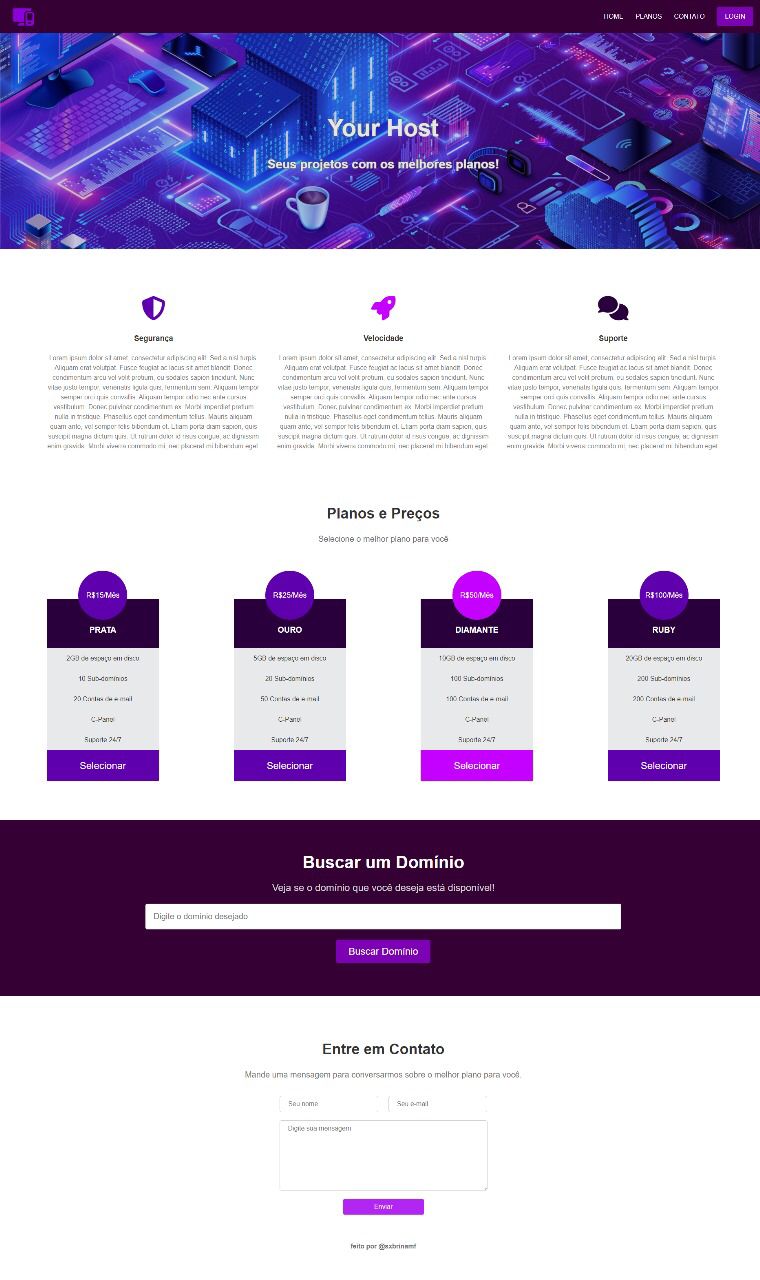 HOME PLANOS CONTATO LOGIN
Your Host
Seus projetos com os melhores planos!
Segurança
Lorem ipsum dolor sit amet, consectetur adipiscing elit. Sed a nisl turpis.
Aliquam erat volutpat. Fusce feugiat ac lacus sit amet blandit. Donec
condimentum arcu vel velit pretium, eu sodales sapien tincidunt. Nunc
vitae justo tempor, venenatis ligula quis, fermentum sem. Aliquam tempor
semper orci quis convallis. Aliquam tempor odio nec ante cursus
vestibulum. Donec pulvinar condimentum ex. Morbi imperdiet pretium
nulla in tristique. Phasellus eget condimentum tellus. Mauris aliquam
quam ante, vel semper felis bibendum et. Etiam porta diam sapien, quis
suscipit magna dictum quis. Ut rutrum dolor id risus congue, ac dignissim
enim gravida. Morbi viverra commodo mi, nec placerat mi bibendum eget.
Velocidade
Lorem ipsum dolor sit amet, consectetur adipiscing elit. Sed a nisl turpis.
Aliquam erat volutpat. Fusce feugiat ac lacus sit amet blandit. Donec
condimentum arcu vel velit pretium, eu sodales sapien tincidunt. Nunc
vitae justo tempor, venenatis ligula quis, fermentum sem. Aliquam tempor
semper orci quis convallis. Aliquam tempor odio nec ante cursus
vestibulum. Donec pulvinar condimentum ex. Morbi imperdiet pretium
nulla in tristique. Phasellus eget condimentum tellus. Mauris aliquam
quam ante, vel semper felis bibendum et. Etiam porta diam sapien, quis
suscipit magna dictum quis. Ut rutrum dolor id risus congue, ac dignissim
enim gravida. Morbi viverra commodo mi, nec placerat mi bibendum eget.
Suporte
Lorem ipsum dolor sit amet, consectetur adipiscing elit. Sed a nisl turpis.
Aliquam erat volutpat. Fusce feugiat ac lacus sit amet blandit. Donec
condimentum arcu vel velit pretium, eu sodales sapien tincidunt. Nunc
vitae justo tempor, venenatis ligula quis, fermentum sem. Aliquam tempor
semper orci quis convallis. Aliquam tempor odio nec ante cursus
vestibulum. Donec pulvinar condimentum ex. Morbi imperdiet pretium
nulla in tristique. Phasellus eget condimentum tellus. Mauris aliquam
quam ante, vel semper felis bibendum et. Etiam porta diam sapien, quis
suscipit magna dictum quis. Ut rutrum dolor id risus congue, ac dignissim
enim gravida. Morbi viverra commodo mi, nec placerat mi bibendum eget.
Planos e Preços
Selecione o melhor plano para você
R$15/Mês
PRATA
2GB de espaço em disco
10 Sub-domínios
20 Contas de e-mail
C-Panel
Suporte 24/7
Selecionar
R$25/Mês
OURO
5GB de espaço em disco
20 Sub-domínios
50 Contas de e-mail
C-Panel
Suporte 24/7
Selecionar
R$50/Mês
DIAMANTE
10GB de espaço em disco
100 Sub-domínios
100 Contas de e-mail
C-Panel
Suporte 24/7
Selecionar
R$100/Mês
RUBY
20GB de espaço em disco
200 Sub-domínios
200 Contas de e-mail
C-Panel
Suporte 24/7
Selecionar
Buscar um Domínio
Veja se o domínio que você deseja está disponível!
Digite o domínio desejado
Buscar Domínio
Entre em Contato
Mande uma mensagem para conversarmos sobre o melhor plano para você.
Seu nome Seu e-mail
Digite sua mensagem
Enviar
feito por @sxbrinamf